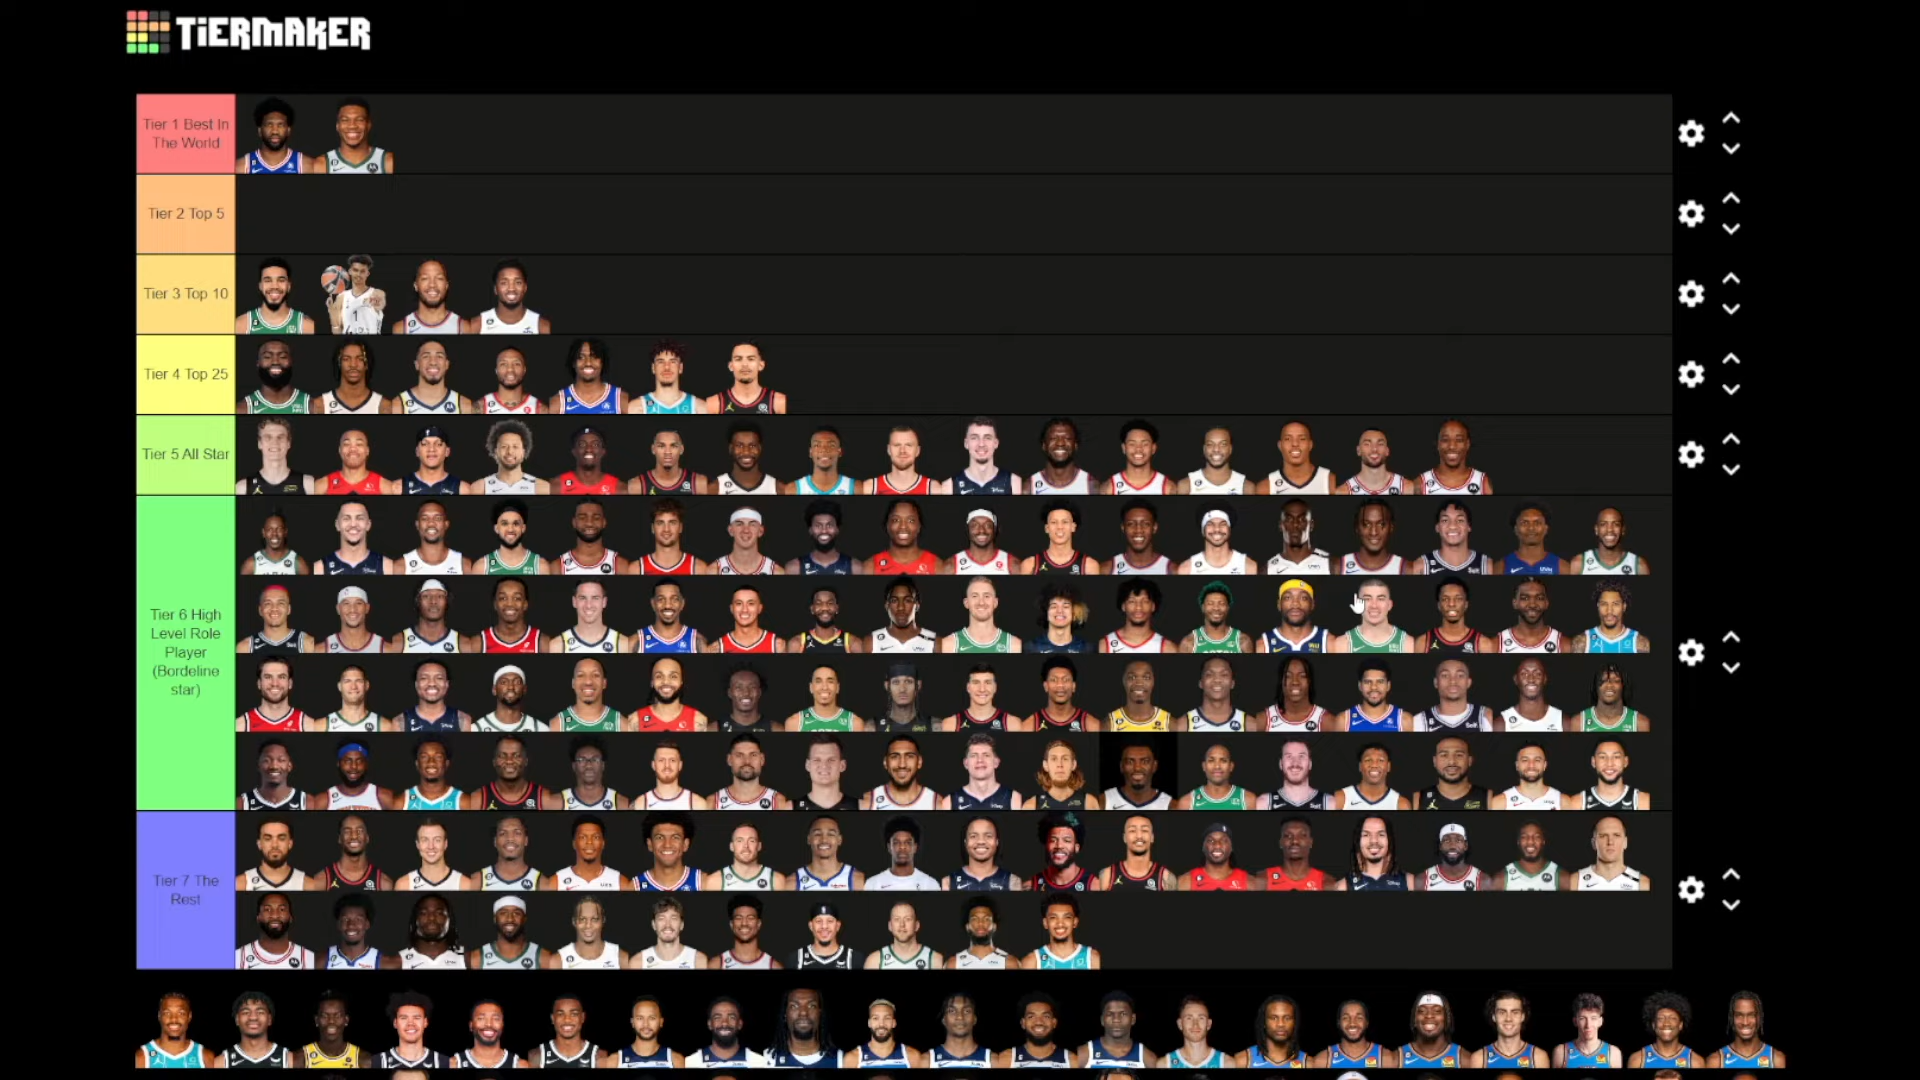 TiERMAKER
Tier 1 Best In
The World
Tier 2 Top 5
Tier 3 Top 10
Tier 4 Top 25
Tier 5 All Star
Tier 6 High
Level Role
Player
(Bordeline
star)
Tier 7 The
Rest